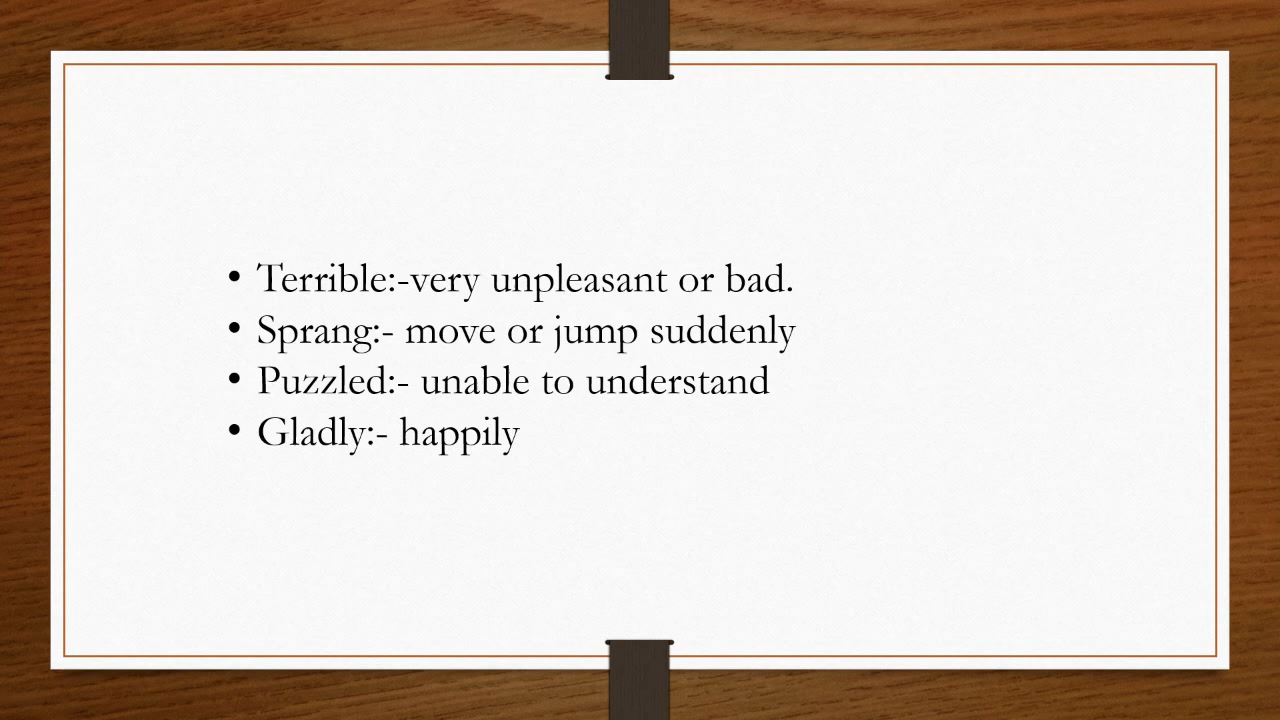 • Terrible:-very unpleasant or bad.
• Sprang:- move or jump suddenly
• Puzzled:- unable to understand
• Gladly:- happily